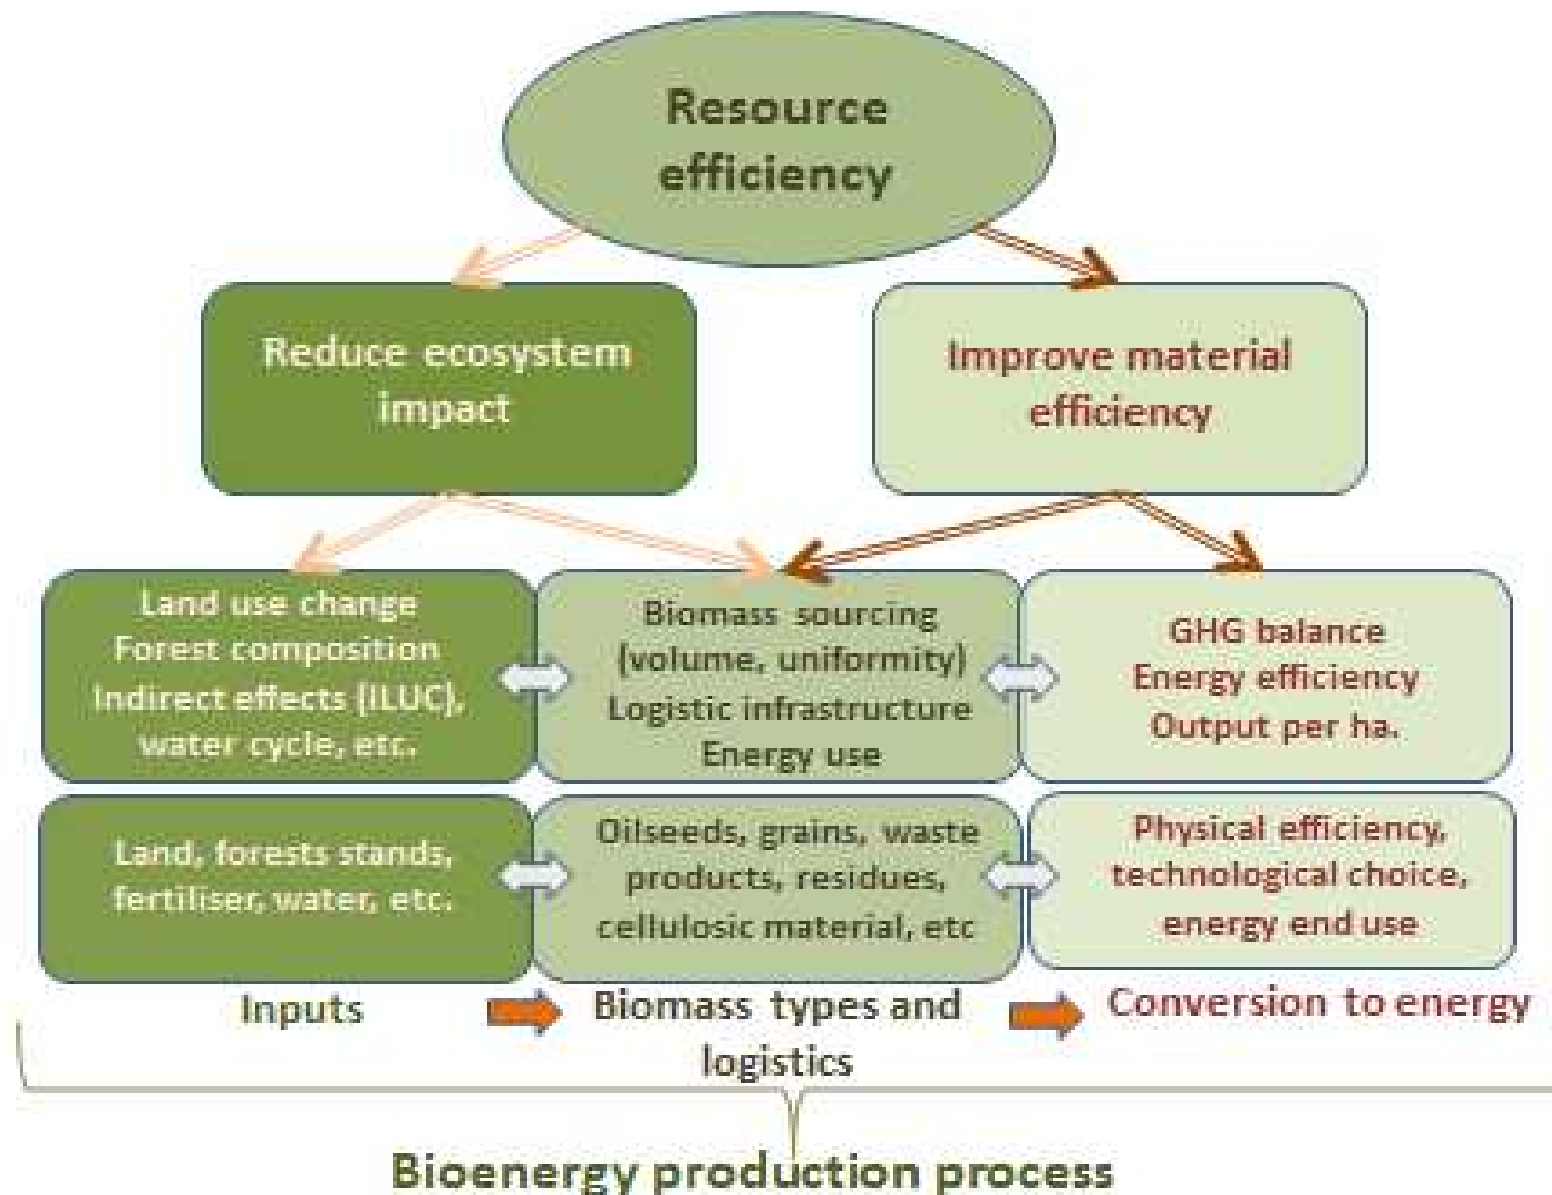 Resource
efficiency
Reduce ecosystem
impact
Improve material
efficiency
Land use change
Forest composition
Indirect effects (ILUC),
water cycle, etc.
Biomass sourcing
(volume, uniformity)
Logistic infrastructure
Energy use
GHG balance
Energy efficiency
Output per ha.
Land, forests stands,
fertiliser, water, etc.
Oilseeds, grains, waste
products, residues,
cellulosic material, etc
Physical efficiency,
technological choice,
energy end use
Inputs
Biomass types and
logistics
Conversion to energy
Bioenergy production process